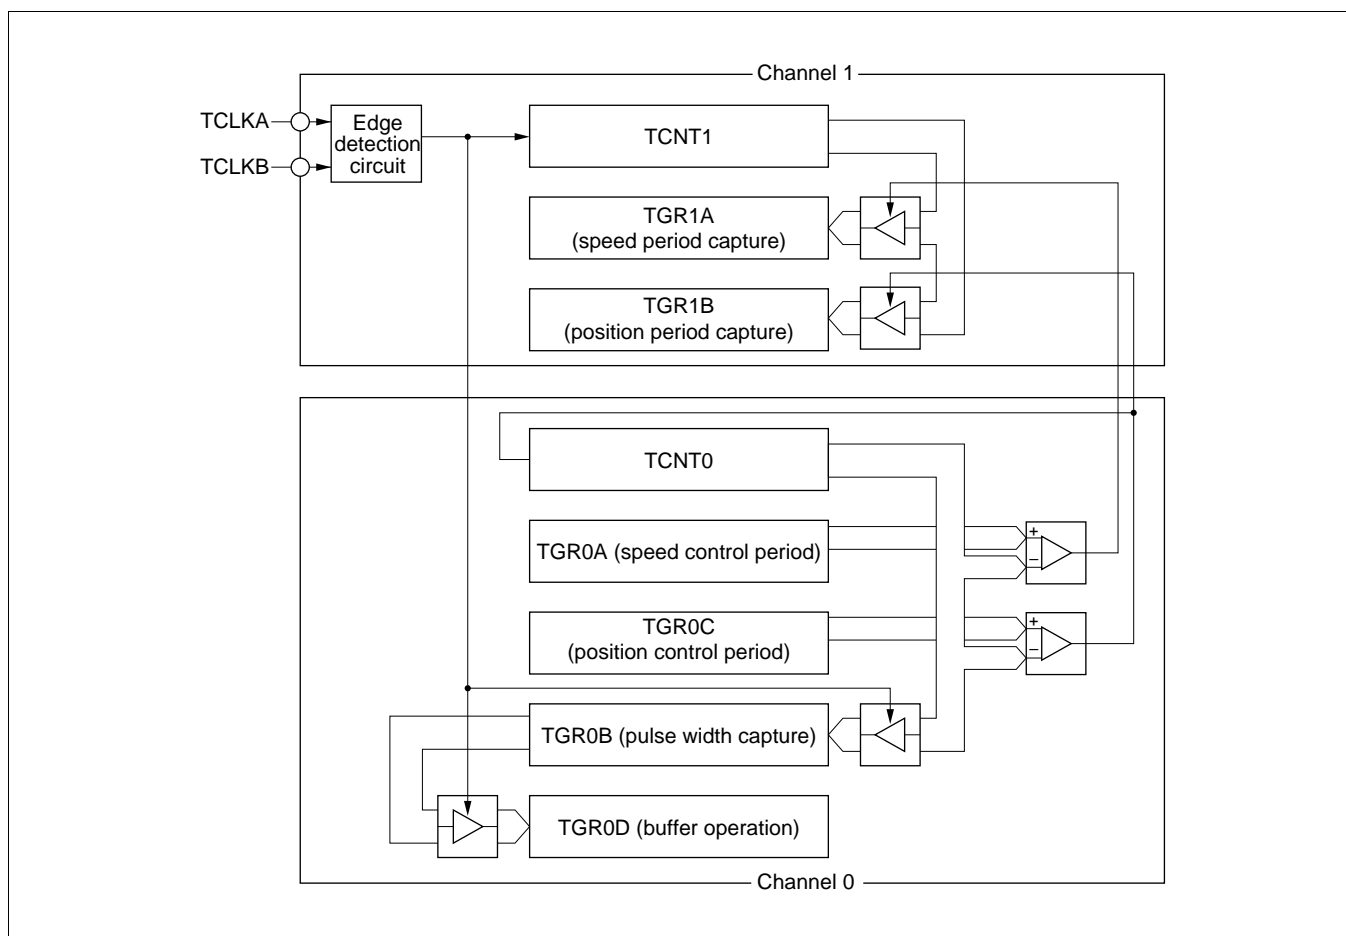 Channel 1
TCLKA
TCLKB
Edge
detection
circuit
TCNT1
TGR1A
(speed period capture)
TGR1B
(position period capture)
TCNT0
TGR0A (speed control period)
+
−
TGR0C
(position control period)
+
−
TGR0B (pulse width capture)
TGR0D (buffer operation)
Channel 0